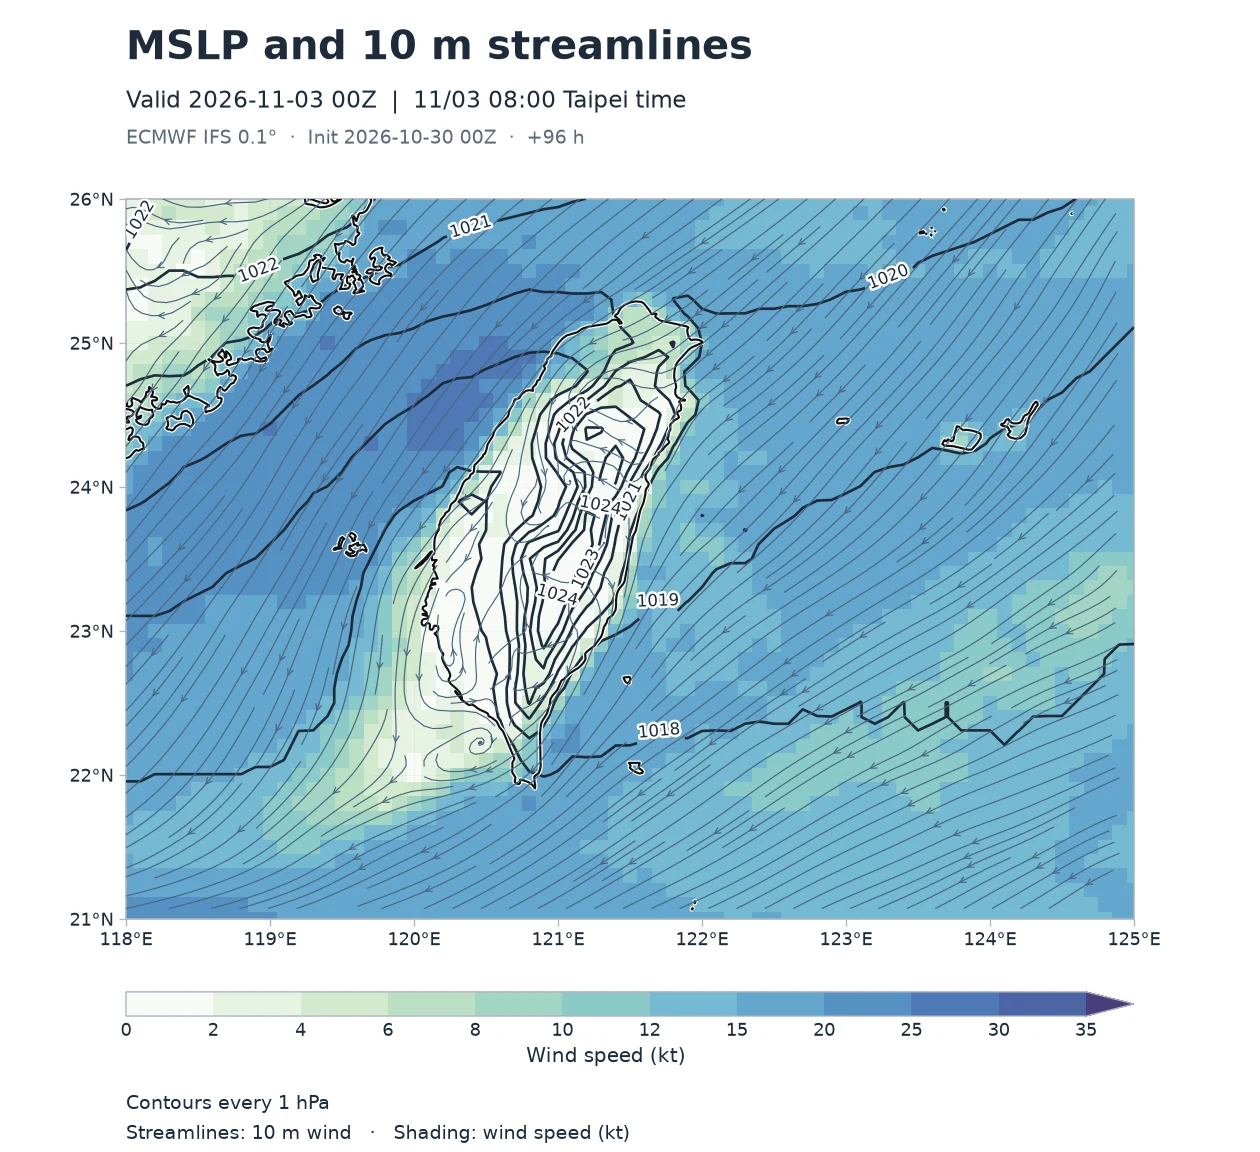 MSLP and 10 m streamlines
Valid 2026-11-03 00Z | 11/03 08:00 Taipei time
ECMWF IFS 0.1° · Init 2026-10-30 00Z · +96 h
26°N
25°N
24°N
23°N
22°N
21°N
1022
1022
1021
1020
1022
1024
1021
1023
1024
1019
1018
118°E 119°E 120°E 121°E 122°E 123°E 124°E 125°E
0 2 4 6 8 10 12 15 20 25 30 35
Wind speed (kt)
Contours every 1 hPa
Streamlines: 10 m wind · Shading: wind speed (kt)